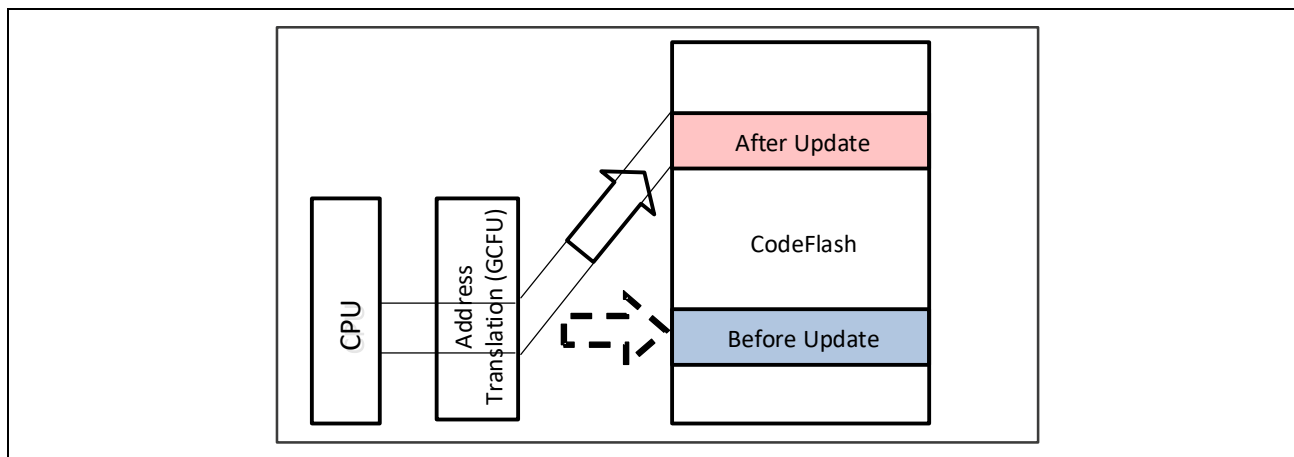 CPU
Address
Translation (GCFU)
After Update
CodeFlash
Before Update